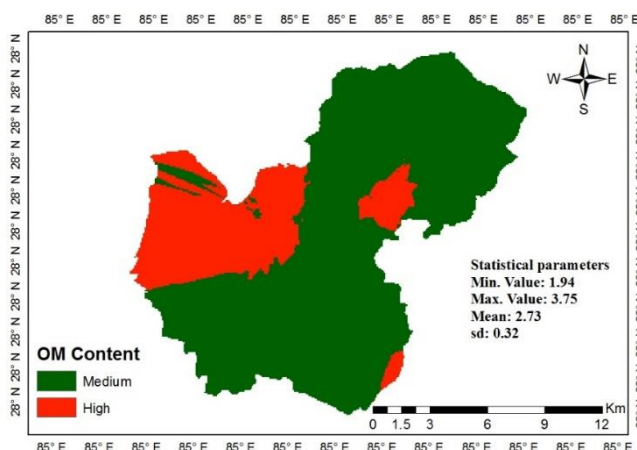 85° E 85° E 85° E 85° E 85° E 85° E 85° E 85° E 85° E 85° E 85° E 85° E 85° E
28° N
28° N
28° N
28° N
28° N
28° N
28° N
28° N
28° N
N
W E
S
Statistical parameters
Min. Value: 1.94
Max. Value: 3.75
Mean: 2.73
sd: 0.32
OM Content
Medium
High
Km
0 1.5 3 6 9 12
85° E 85° E 85° E 85° E 85° E 85° E 85° E 85° E 85° E 85° E 85° E 85° E 85° E